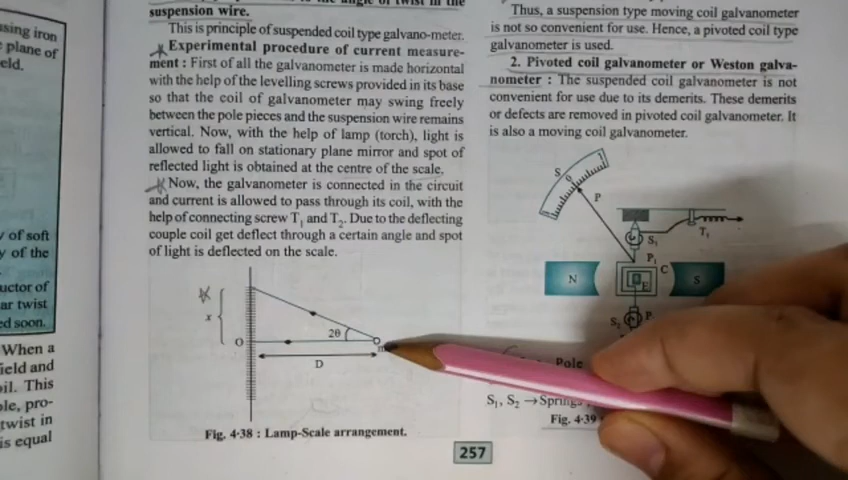 sing iron
plane of
eld.
of soft
y of the
uctor of
ar twist
ed soon.
When a
ield and
oil. This
ole, pro-
twist in
is equal
suspension wire.
This is principle of suspended coil type galvano-meter.
Experimental procedure of current measure-
ment : First of all the galvanometer is made horizontal
with the help of the levelling screws provided in its base
so that the coil of galvanometer may swing freely
between the pole pieces and the suspension wire remains
vertical. Now, with the help of lamp (torch), light is
allowed to fall on stationary plane mirror and spot of
reflected light is obtained at the centre of the scale.
Now, the galvanometer is connected in the circuit
and current is allowed to pass through its coil, with the
help of connecting screw T₁ and T₂. Due to the deflecting
couple coil get deflect through a certain angle and spot
of light is deflected on the scale.
x
O
2θ
D
Fig. 4·38 : Lamp-Scale arrangement.
Thus, a suspension type moving coil galvanometer
is not so convenient for use. Hence, a pivoted coil type
galvanometer is used.
2. Pivoted coil galvanometer or Weston galva-
nometer : The suspended coil galvanometer is not
convenient for use due to its demerits. These demerits
or defects are removed in pivoted coil galvanometer. It
is also a moving coil galvanometer.
S
O
P
T₁
S₁
P₁
C
N
E
S
S₂
P
Pole
S₁, S₂ → Springs
Fig. 4·39
257